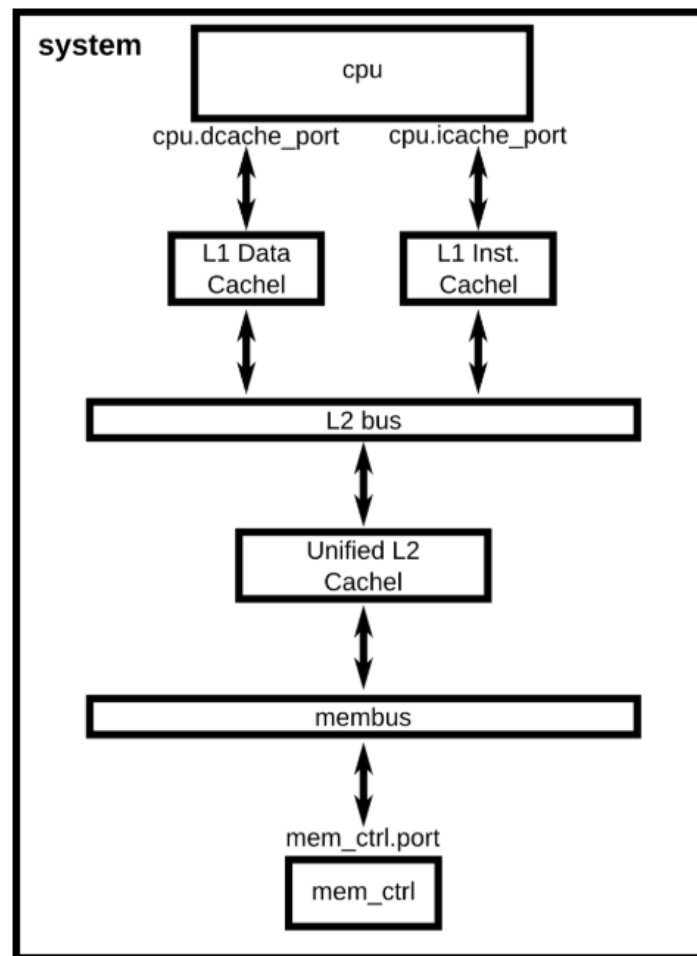 system
cpu
cpu.dcache_port
cpu.icache_port
L1 Data
Cachel
L1 Inst.
Cachel
L2 bus
Unified L2
Cachel
membus
mem_ctrl.port
mem_ctrl